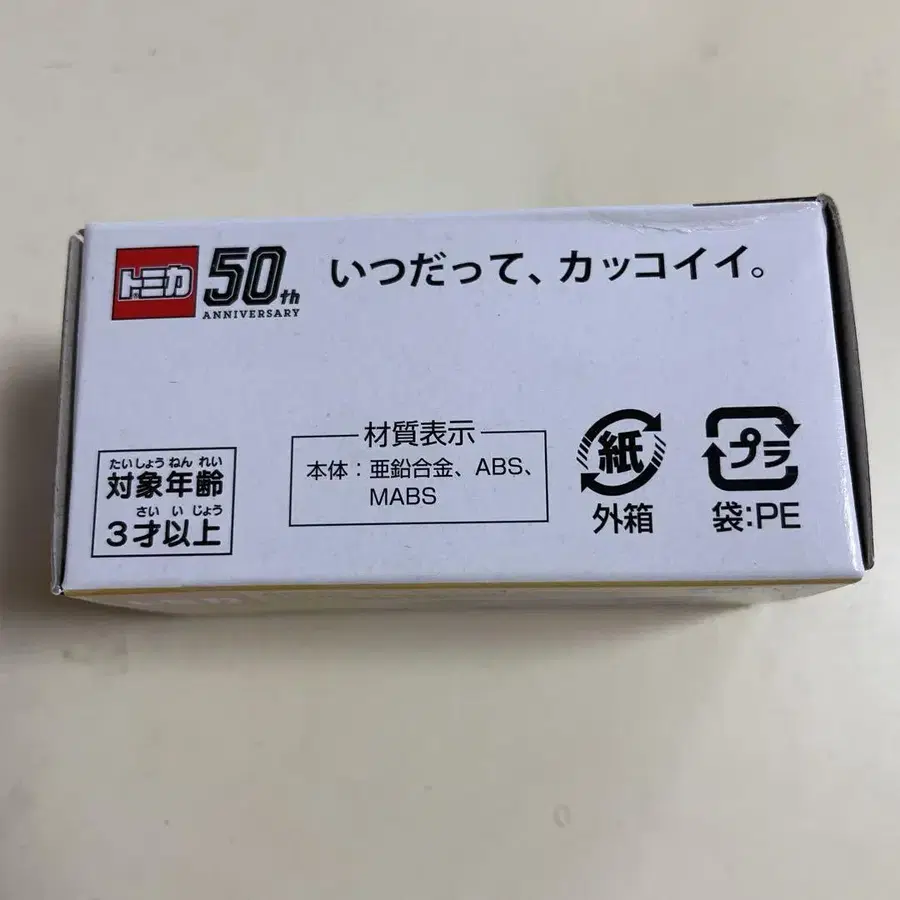 トミカ 50th ANNIVERSARY
いつだって、カッコイイ。
たいしょうねんれい
対象年齢
さいいじょう
3才以上
材質表示
本体：亜鉛合金、ABS、
MABS
紙
外箱
プラ
袋：PE